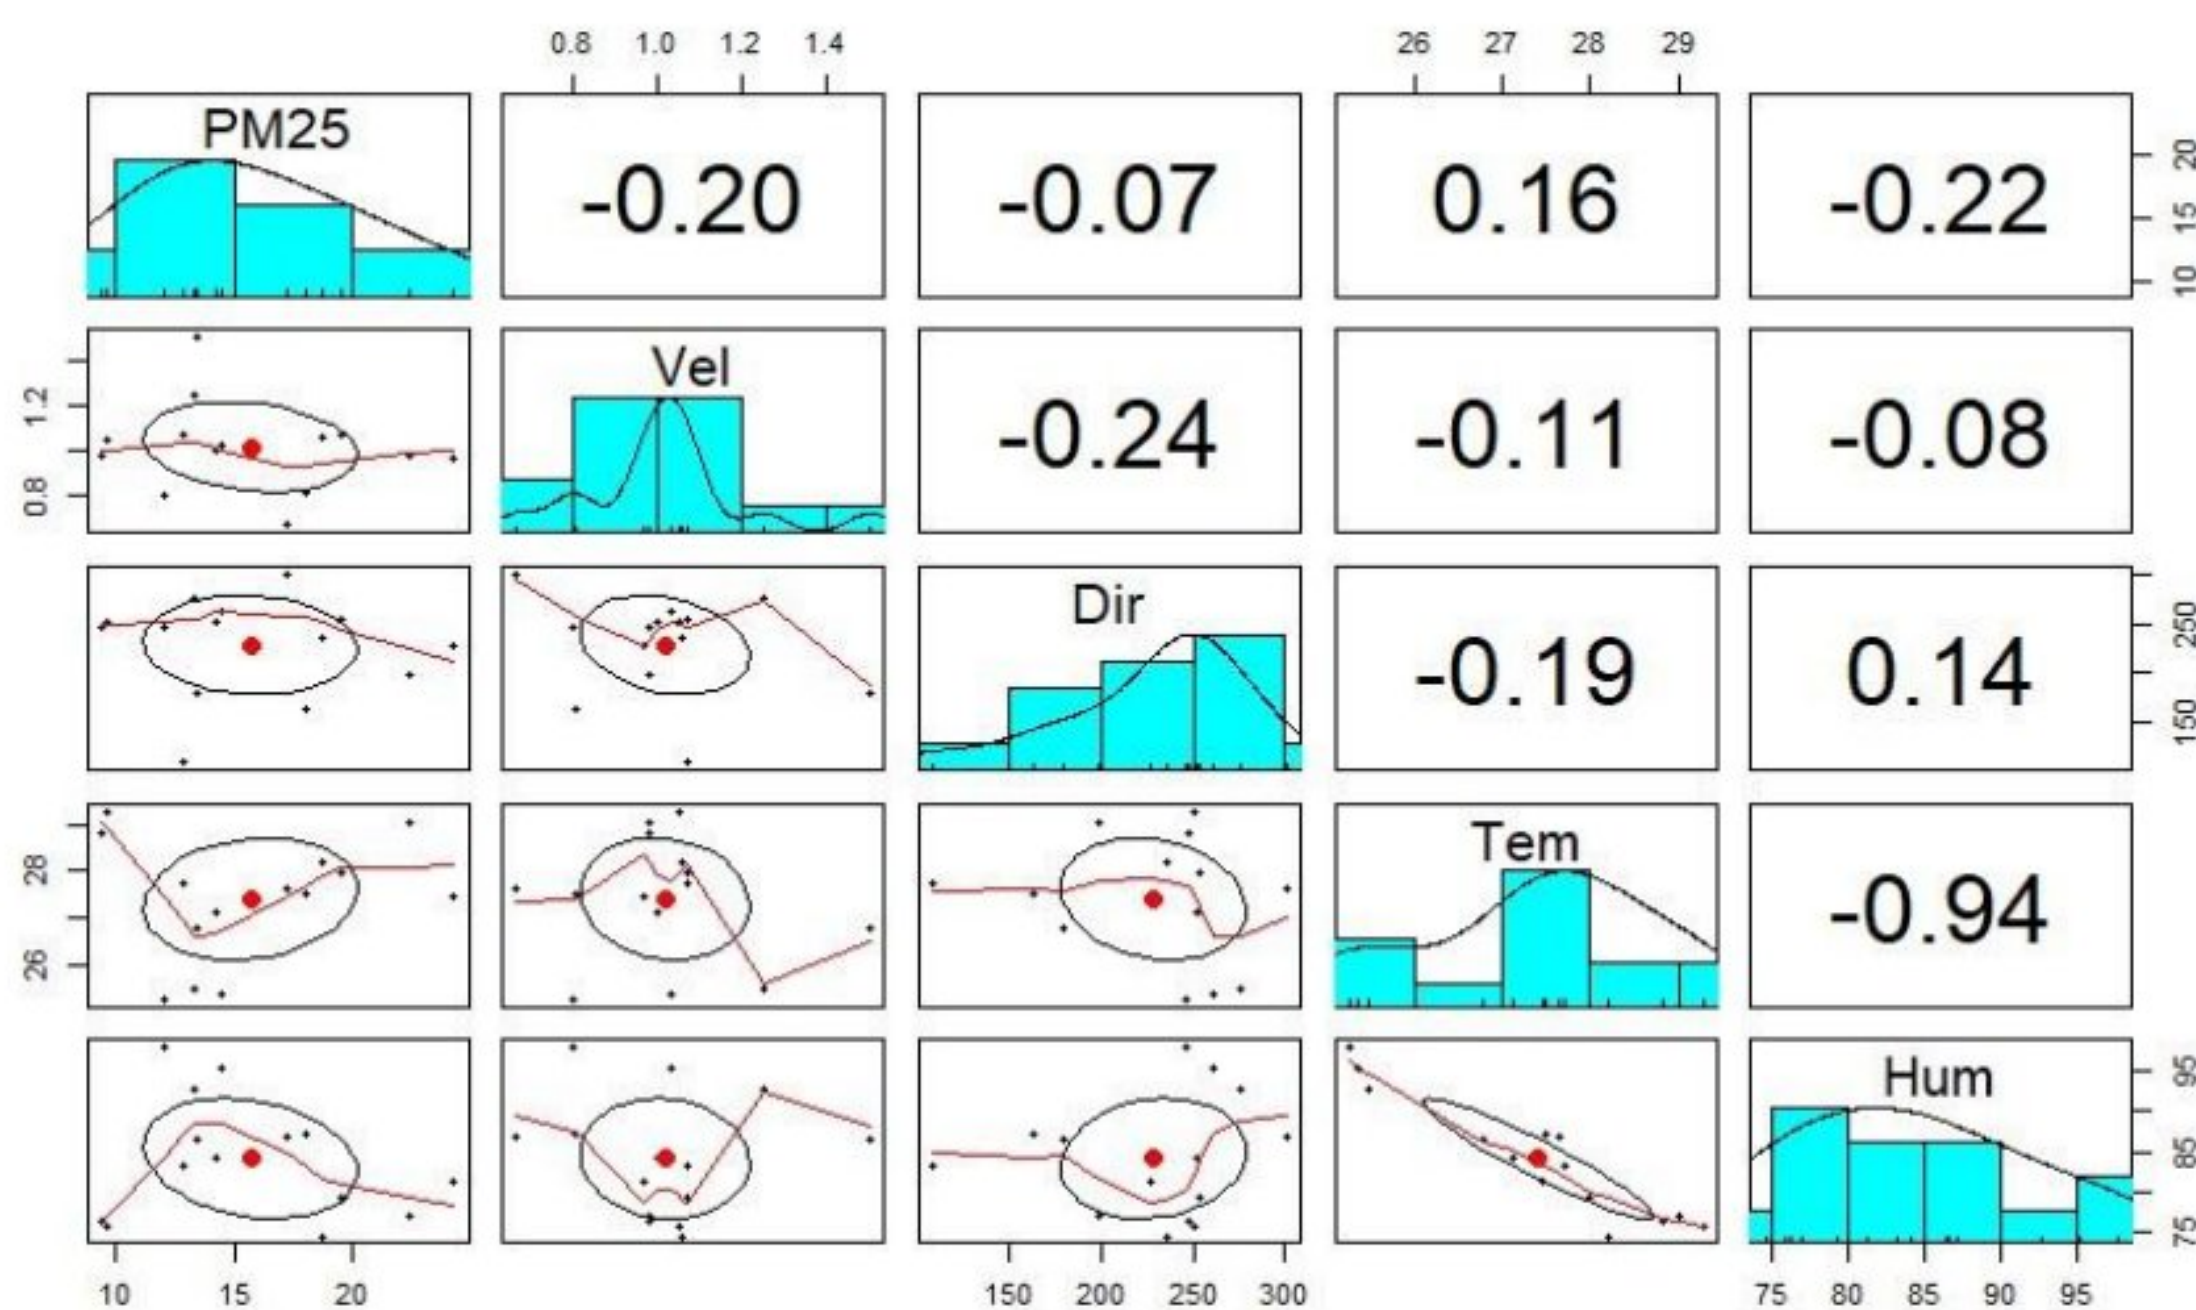 0.8 1.0 1.2 1.4 26 27 28 29
PM25 -0.20 -0.07 0.16 -0.22 10 15 20
0.8 1.2 Vel -0.24 -0.11 -0.08
Dir -0.19 0.14 150 250
26 28 Tem -0.94
Hum 75 85 95
10 15 20 150 200 250 300 75 80 85 90 95